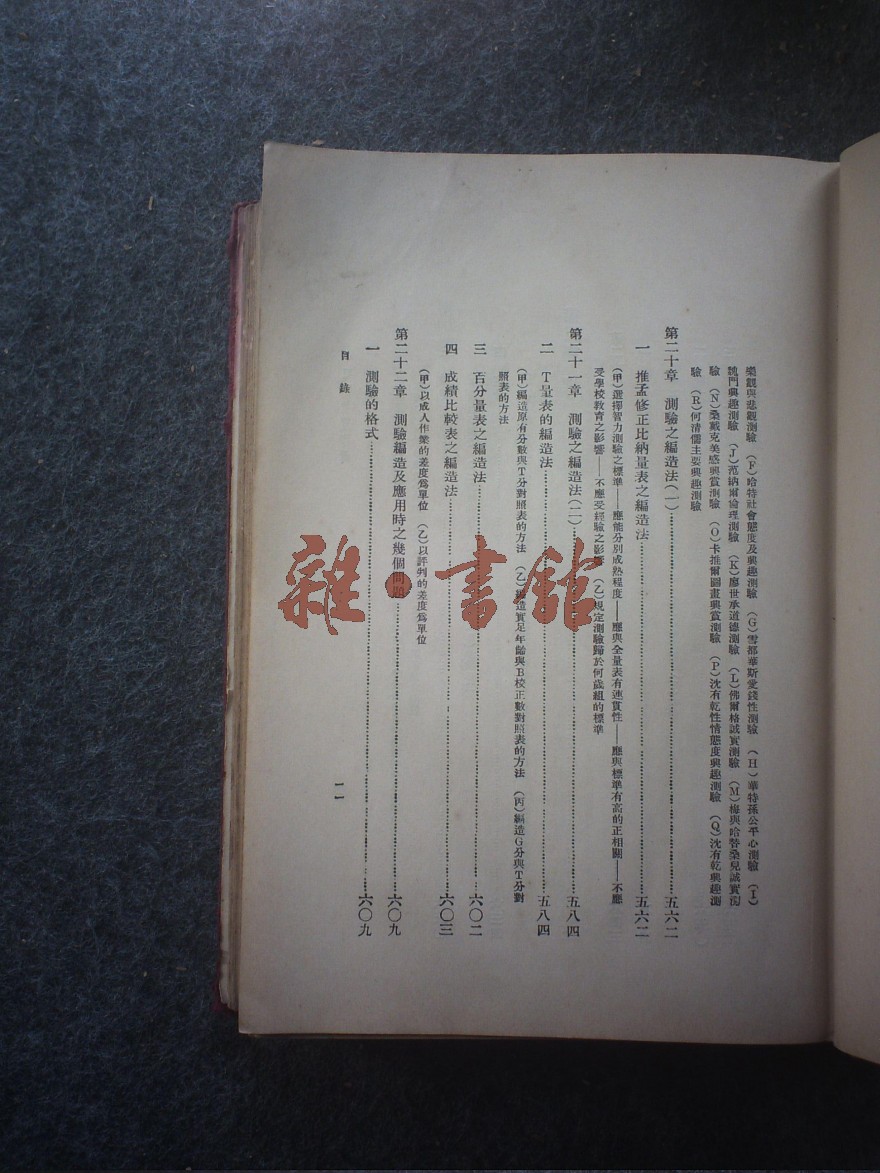 樂觀與悲觀測驗 (F)哈特社會態度及興趣測驗 (G)雪都華斯愛錢性測驗 (H)華特孫公平心測驗 (I)
門興趣測驗 (J)范納爾倫理測驗 (K)廖世承道德測驗 (L)佛爾格誠實測驗 (M)梅與哈替桑兒誠實測
驗 (N)桑戴克美感興賞測驗 (O)卡推爾圖畫興賞測驗 (P)沈有乾性情態度興趣測驗 (Q)沈有乾興趣測
驗 (R)何清儒主要興趣測驗
第二十章 測驗之編造法(一)……五六二
一 推孟修正比納量表之編造法……五六二
(甲)選擇智力測驗之標準——應能分別成熟程度——應與全量表有連貫性——應與標準有高的正相關——不應
受學校教育之影響——不應受經驗之影響 (乙)規定測驗歸於何歲組的標準
第二十一章 測驗之編造法(二)……五八四
二 T量表的編造法……五八四
(甲)編造原有分數與T分對照表的方法 (乙)編造實足年齡與B校正數對照表的方法 (丙)編造G分與T分對
照表的方法
三 百分量表之編造法……六〇二
四 成績比較表之編造法……六〇三
(甲)以成人作業的差度為單位 (乙)以評判的差度為單位
第二十二章 測驗編造及應用時之幾個問題……六〇九
一 測驗的格式……六〇九
目錄
一一
雜·書館